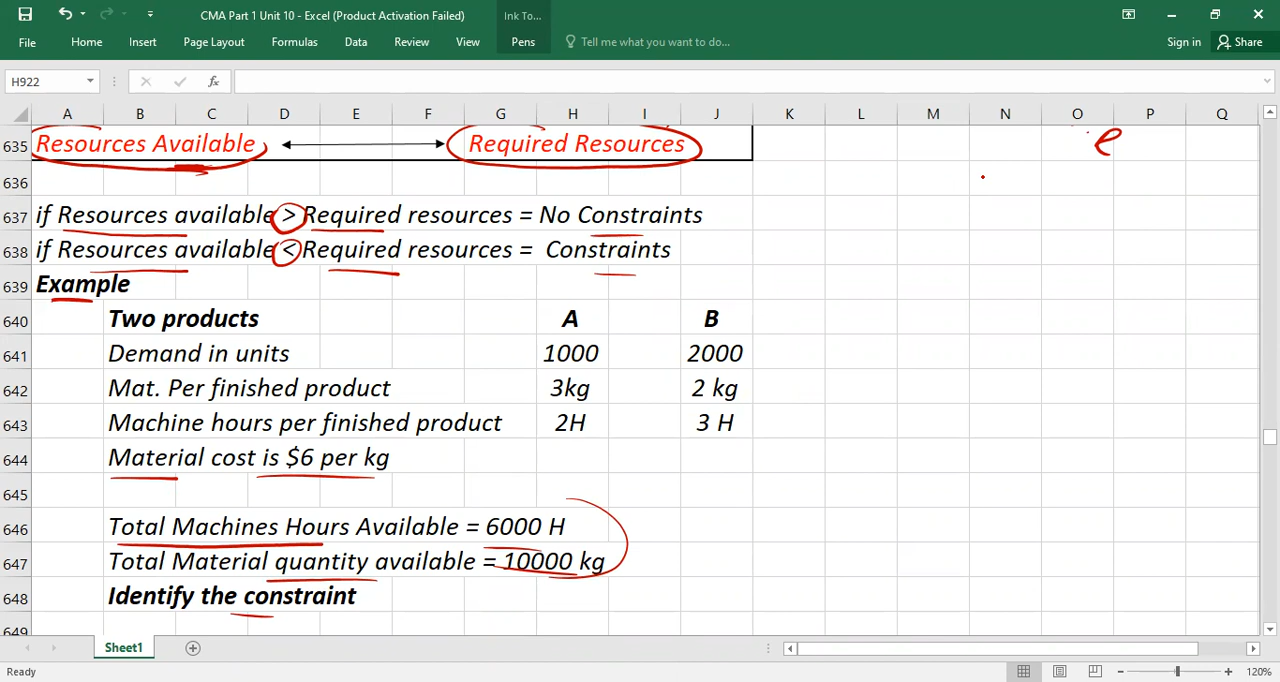 CMA Part 1 Unit 10 - Excel (Product Activation Failed)
Ink To...
File Home Insert Page Layout Formulas Data Review View Pens Tell me what you want to do... Sign in Share
H922 fx
A B C D E F G H I J K L M N O P Q
635 Resources Available Required Resources e
636
637 if Resources available > Required resources = No Constraints
638 if Resources available < Required resources = Constraints
639 Example
640 Two products A B
641 Demand in units 1000 2000
642 Mat. Per finished product 3kg 2 kg
643 Machine hours per finished product 2H 3 H
644 Material cost is $6 per kg
645
646 Total Machines Hours Available = 6000 H
647 Total Material quantity available = 10000 kg
648 Identify the constraint
649
Sheet1
Ready 120%